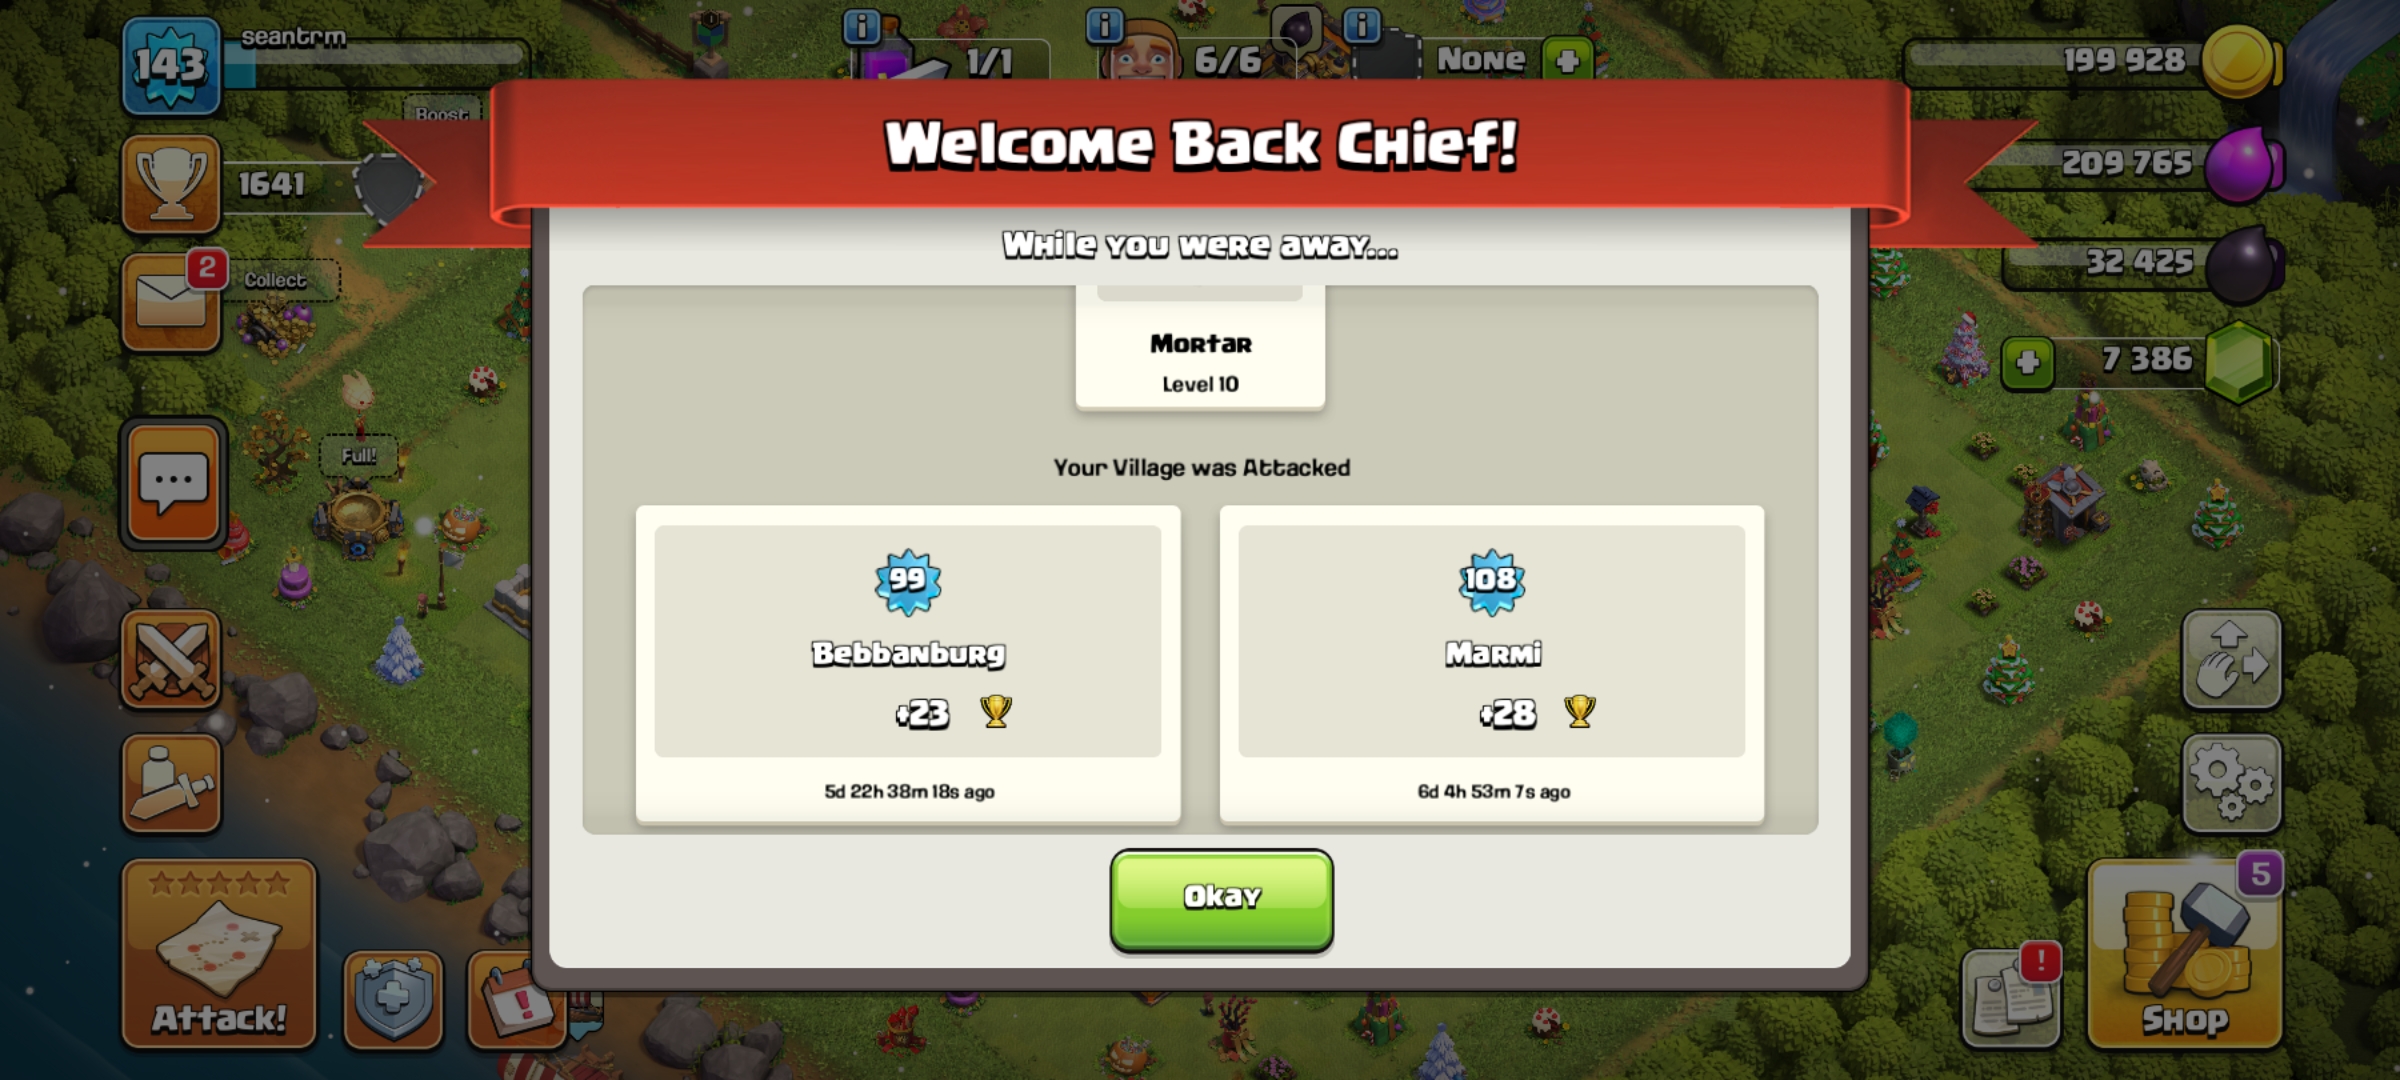 143
seantrm
1/1
6/6
None
199 928
Boost
Welcome Back Chief!
1641
209 765
While you were away...
2
Collect
32 425
Mortar
7 386
Level 10
Full!
Your Village was Attacked
99
108
Bebbanburg
Marmi
+23
+28
5d 22h 38m 18s ago
6d 4h 53m 7s ago
Okay
5
!
Attack!
Shop